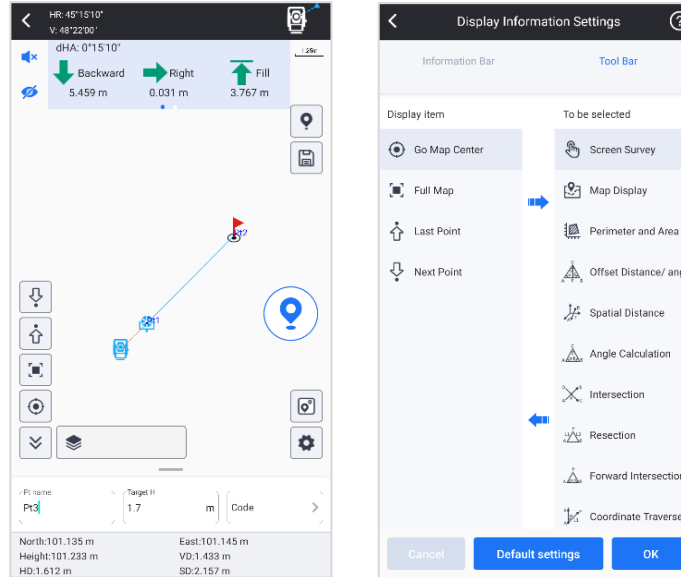 HR: 45°15'10"
V: 48°22'00'
dHA: 0°15'10"
Backward
Right
Fill
5.459 m
0.031 m
3.767 m
Pt2
Pt1
Pt name
Pt3
Target H
1.7
m
Code
North:101.135 m
East:101.145 m
Height:101.233 m
VD:1.433 m
HD:1.612 m
SD:2.157 m
Display Information Settings
Information Bar
Tool Bar
Display item
To be selected
Go Map Center
Screen Survey
Full Map
Map Display
Last Point
Perimeter and Area
Next Point
Offset Distance/ ang
Spatial Distance
Angle Calculation
Intersection
Resection
Forward Intersection
Coordinate Traverse
Cancel
Default settings
OK